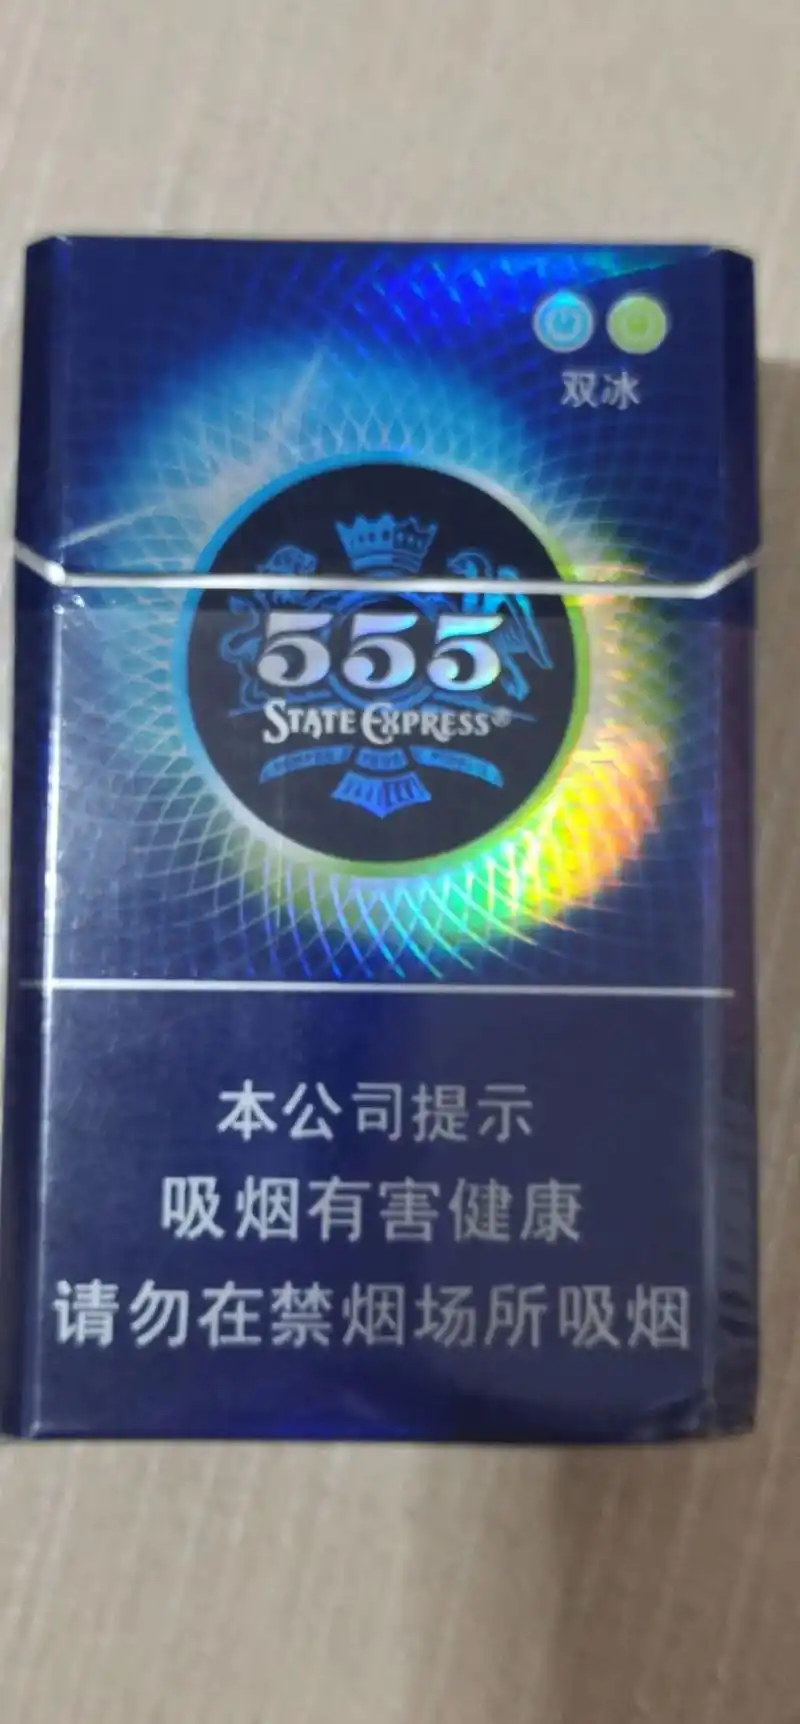 双冰
555
STATE EXPRESS®
本公司提示
吸烟有害健康
请勿在禁烟场所吸烟